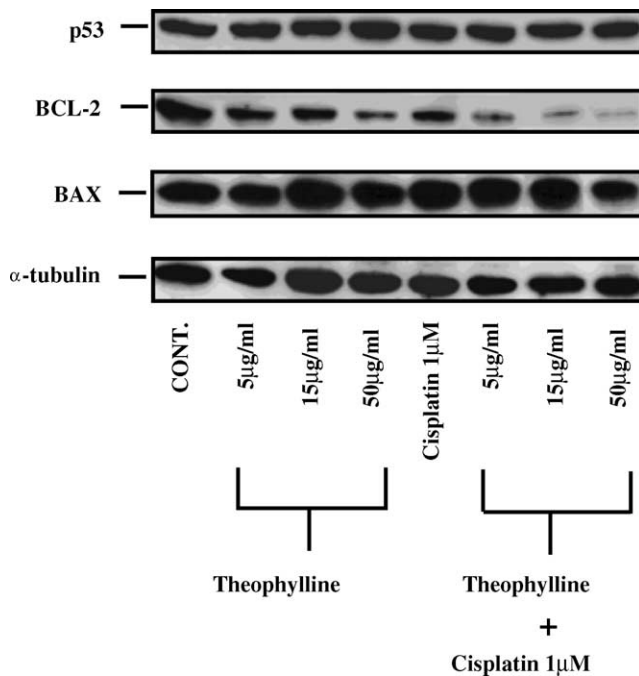 p53
BCL-2
BAX
α-tubulin
CONT.
5μg/ml
15μg/ml
50μg/ml
Cisplatin 1μM
5μg/ml
15μg/ml
50μg/ml
Theophylline
Theophylline
+
Cisplatin 1μM